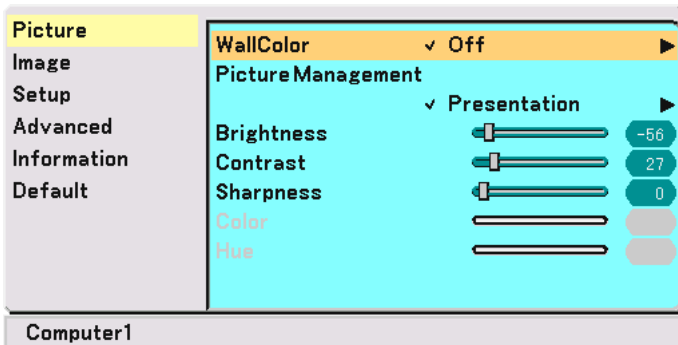 Picture
Image
Setup
Advanced
Information
Default
WallColor ✓ Off ▶
Picture Management
✓ Presentation ▶
Brightness -56
Contrast 27
Sharpness 0
Color
Hue
Computer1